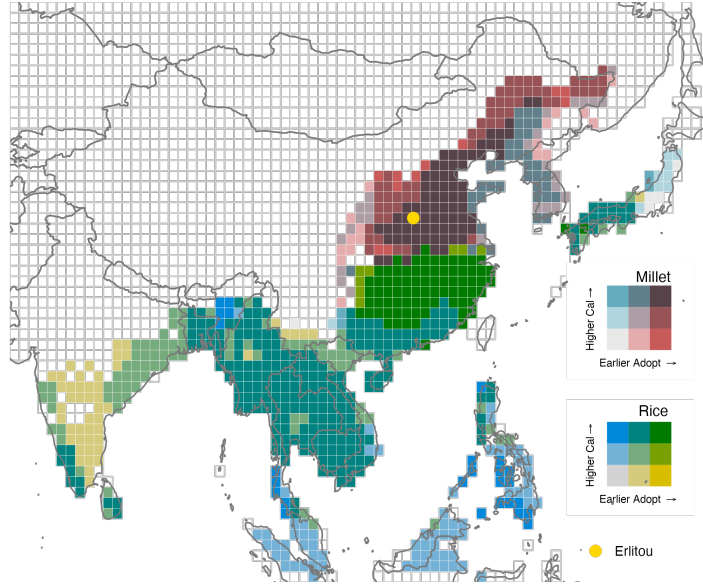 Millet
Higher Cal →
Earlier Adopt →
Rice
Higher Cal →
Earlier Adopt →
Erlitou